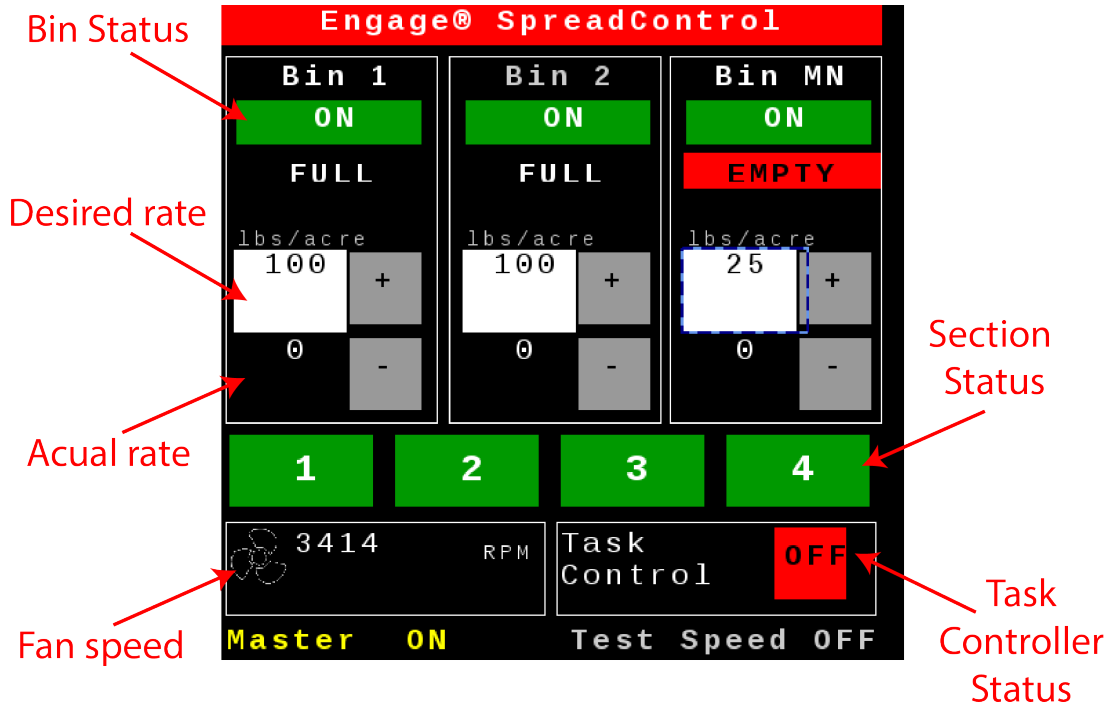 Engage® SpreadControl
Bin Status
Bin 1
Bin 2
Bin MN
ON
ON
ON
FULL
FULL
EMPTY
Desired rate
lbs/acre
lbs/acre
lbs/acre
100
+
100
+
25
+
0
-
0
-
0
-
Section
Status
Acual rate
1
2
3
4
3414
RPM
Task
Control
OFF
Fan speed
Task
Controller
Status
Master ON
Test Speed OFF